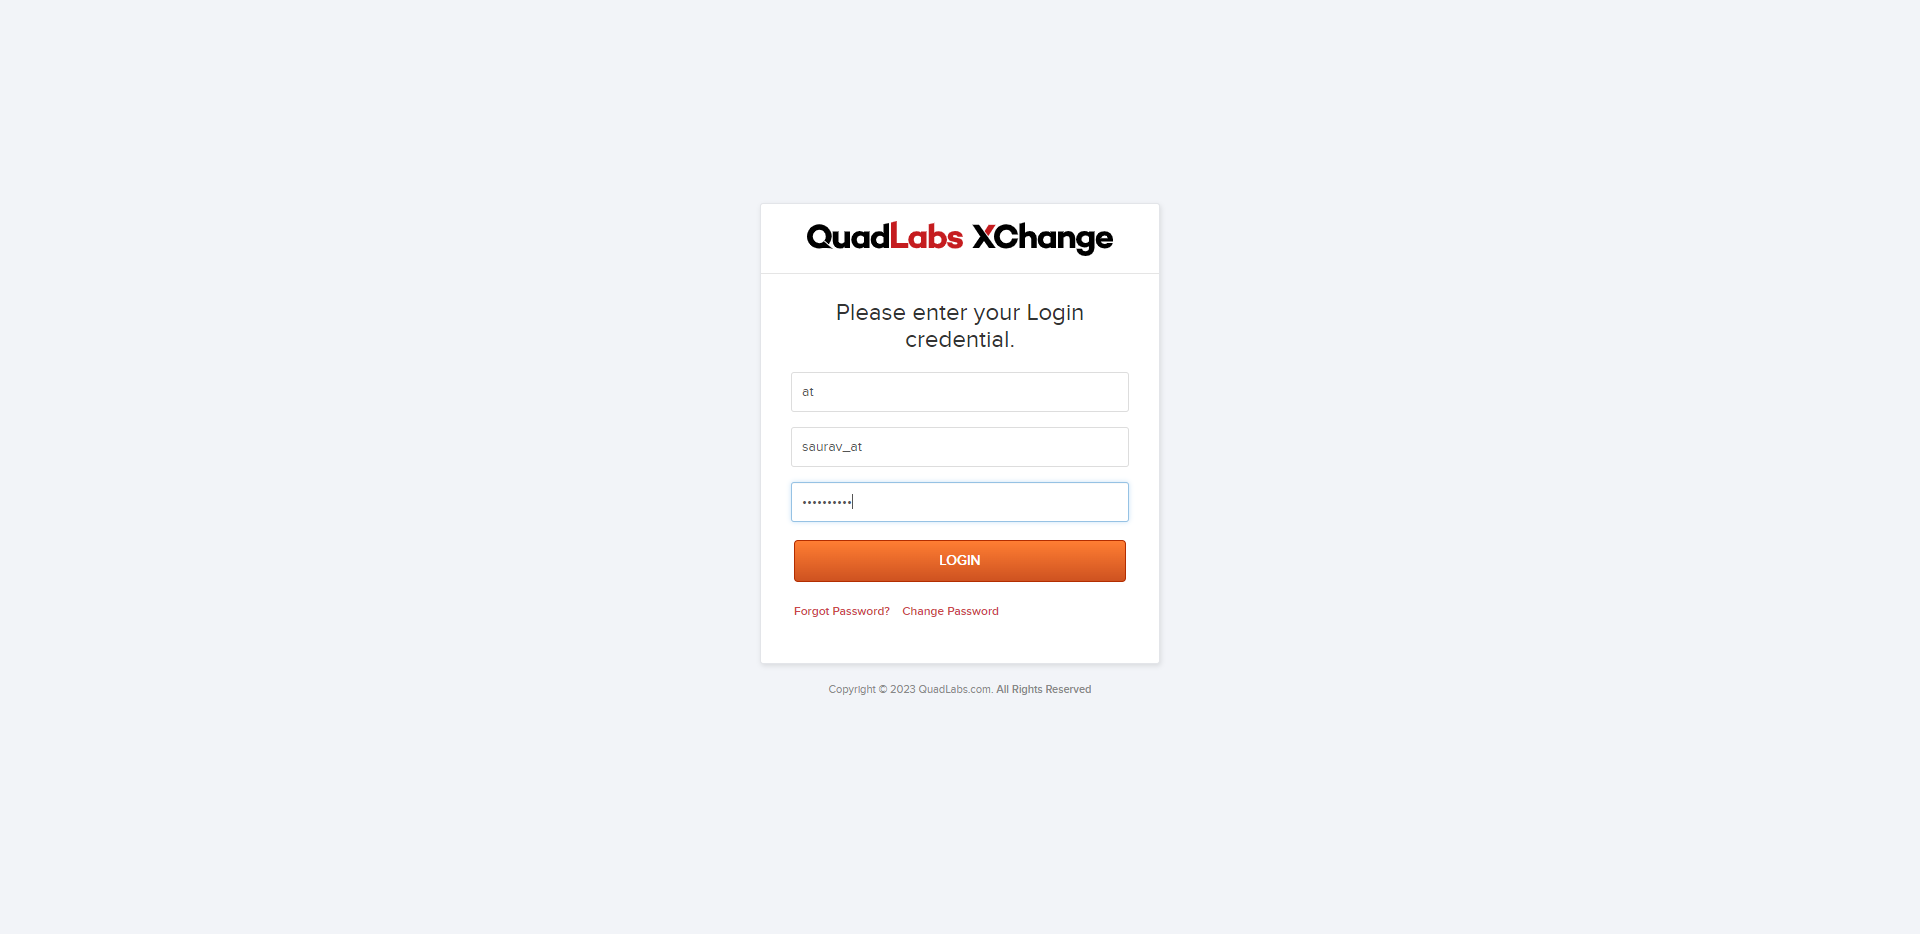 QuadLabs XChange
Please enter your Login
credential.
at
saurav_at
••••••••••
LOGIN
Forgot Password? Change Password
Copyright © 2023 QuadLabs.com. All Rights Reserved